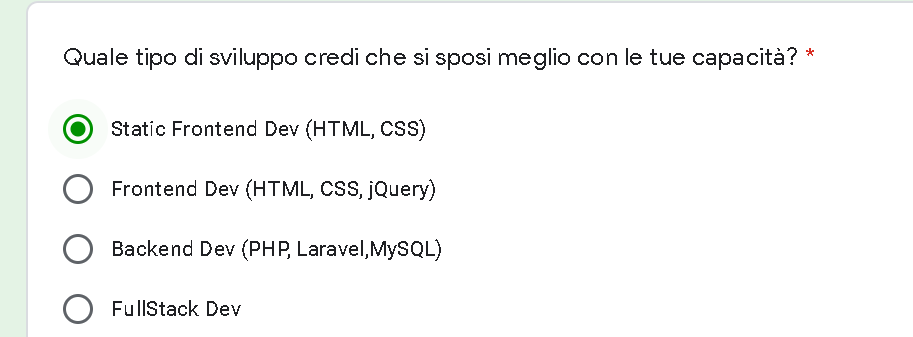 Quale tipo di sviluppo credi che si sposi meglio con le tue capacità? *
Static Frontend Dev (HTML, CSS)
Frontend Dev (HTML, CSS, jQuery)
Backend Dev (PHP, Laravel,MySQL)
FullStack Dev